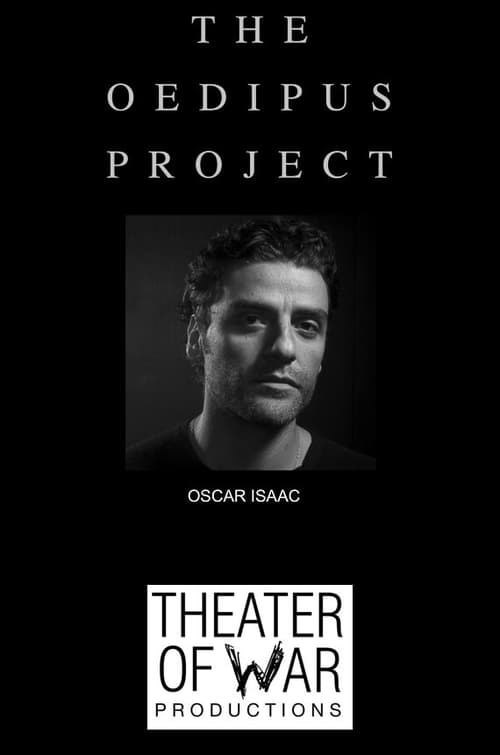 THE
OEDIPUS
PROJECT
OSCAR ISAAC
THEATER
OF WAR
PRODUCTIONS